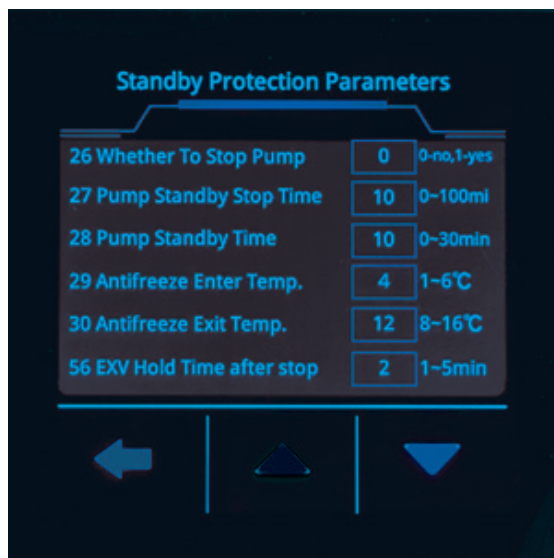 Standby Protection Parameters
26 Whether To Stop Pump 0 0-no,1-yes
27 Pump Standby Stop Time 10 0~100mi
28 Pump Standby Time 10 0~30min
29 Antifreeze Enter Temp. 4 1~6℃
30 Antifreeze Exit Temp. 12 8~16℃
56 EXV Hold Time after stop 2 1~5min